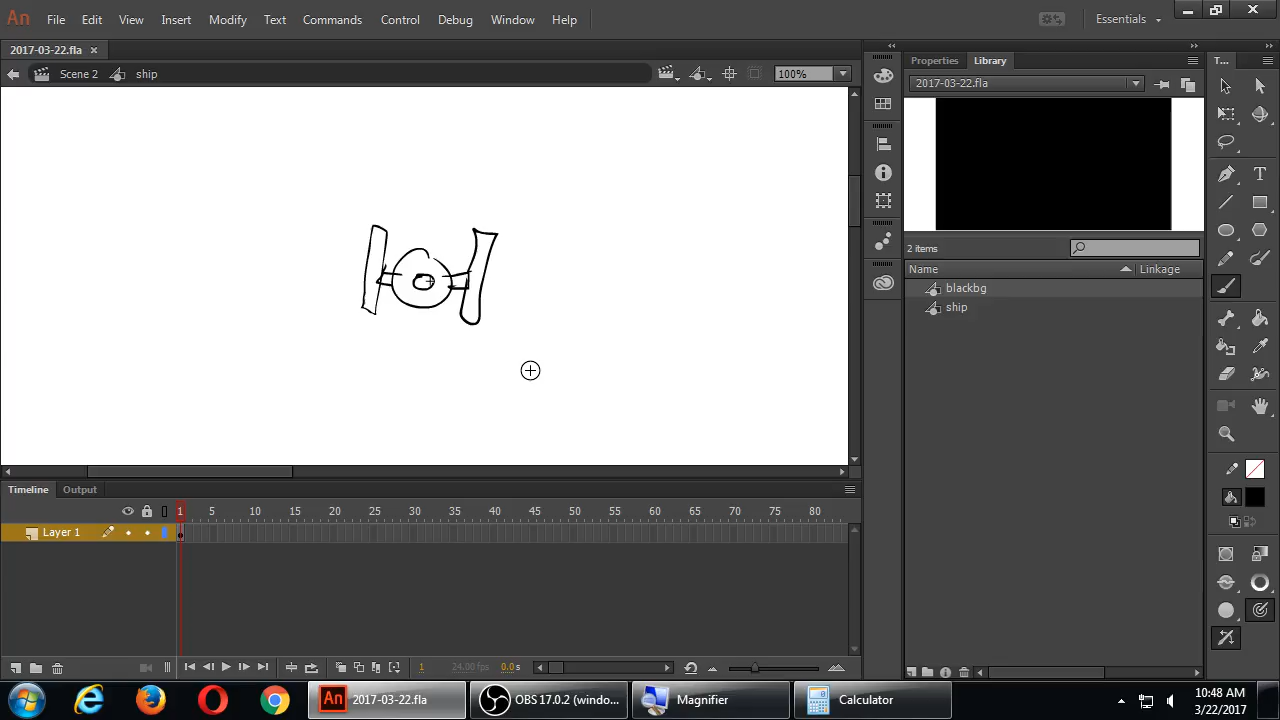 An File Edit View Insert Modify Text Commands Control Debug Window Help Essentials
2017-03-22.fla
Scene 2 ship 100%
Properties Library T...
2017-03-22.fla
2 items
Name Linkage
blackbg
ship
Timeline Output
1 5 10 15 20 25 30 35 40 45 50 55 60 65 70 75 80
Layer 1
1 24.00 fps 0.0s
An 2017-03-22.fla OBS 17.0.2 (windo... Magnifier Calculator
10:48 AM
3/22/2017